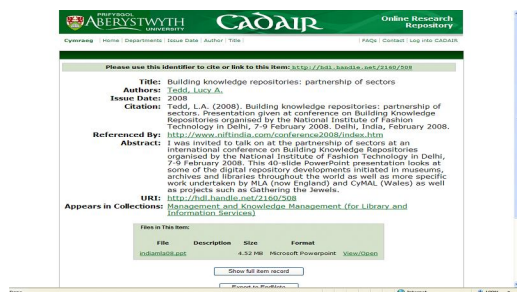 PRIFYSGOL
ABERYSTWYTH
UNIVERSITY
CADAIR
Online Research
Repository
Cymraeg | Home | Departments | Issue Date | Author | Title |
| FAQs | Contact | Log into CADAIR
Please use this identifier to cite or link to this item: http://hdl.handle.net/2160/508
Title: Building knowledge repositories: partnership of sectors
Authors: Tedd, Lucy A.
Issue Date: 2008
Citation: Tedd, L.A. (2008). Building knowledge repositories: partnership of
sectors. Presentation given at conference on Building Knowledge
Repositories organised by the National Institute of Fashion
Technology in Delhi, 7-9 February 2008. Delhi, India, February 2008.
Referenced By: http://www.niftindia.com/conference2008/index.htm
Abstract: I was invited to talk on at the partnership of sectors at an
international conference on Building Knowledge Repositories
organised by the National Institute of Fashion Technology in Delhi,
7-9 February 2008. This 40-slide PowerPoint presentation looks at
some of the digital repository developments initiated in museums,
archives and libraries throughout the world as well as more specific
work undertaken by MLA (now England) and CyMAL (Wales) as well
as projects such as Gathering the Jewels.
URI: http://hdl.handle.net/2160/508
Appears in Collections: Management and Knowledge Management (for Library and
Information Services)
Files in This Item:
File Description Size Format
indiamla08.ppt 4.52 MB Microsoft Powerpoint View/Open
Show full item record
Export to EndNote